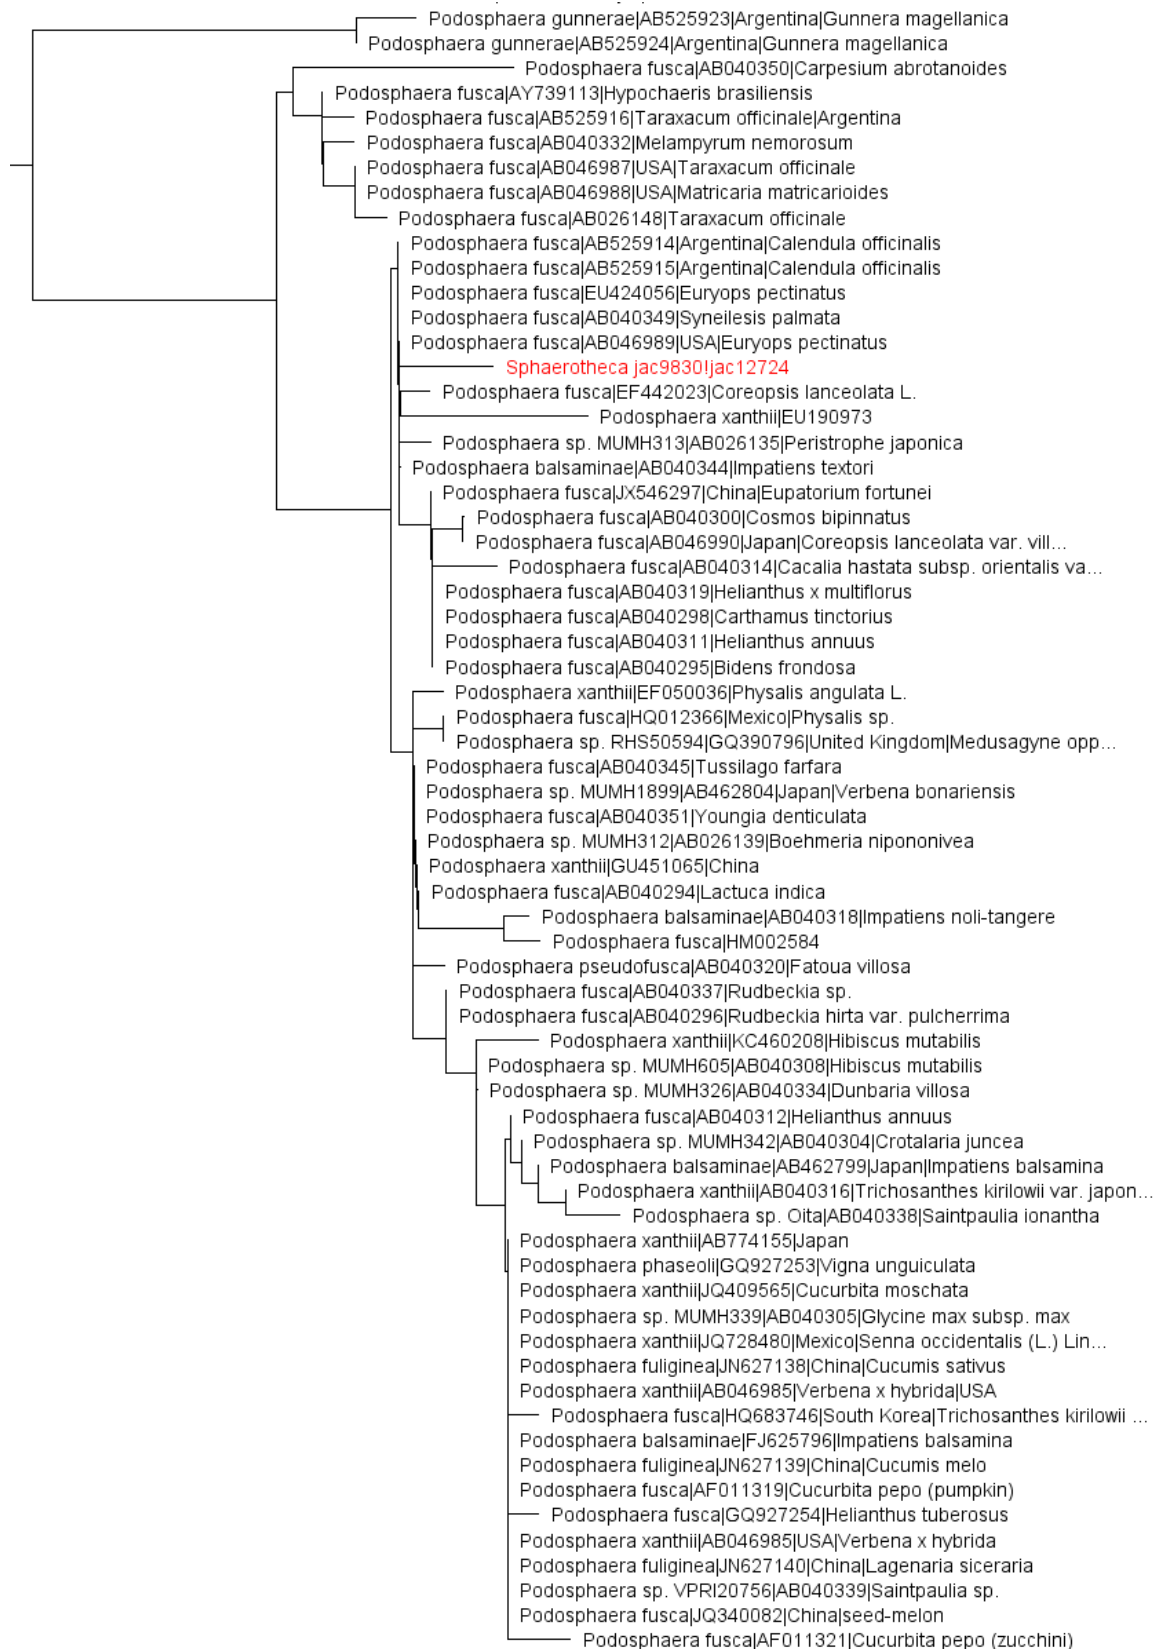 Podosphaera gunnerae|AB525923|Argentina|Gunnera magellanica
Podosphaera gunnerae|AB525924|Argentina|Gunnera magellanica
Podosphaera fusca|AB040350|Carpesium abrotanoides
Podosphaera fusca|AY739113|Hypochaeris brasiliensis
Podosphaera fusca|AB525916|Taraxacum officinale|Argentina
Podosphaera fusca|AB040332|Melampyrum nemorosum
Podosphaera fusca|AB046987|USA|Taraxacum officinale
Podosphaera fusca|AB046988|USA|Matricaria matricarioides
Podosphaera fusca|AB026148|Taraxacum officinale
Podosphaera fusca|AB525914|Argentina|Calendula officinalis
Podosphaera fusca|AB525915|Argentina|Calendula officinalis
Podosphaera fusca|EU424056|Euryops pectinatus
Podosphaera fusca|AB040349|Syneilesis palmata
Podosphaera fusca|AB046989|USA|Euryops pectinatus
Sphaerotheca jac9830!jac12724
Podosphaera fusca|EF442023|Coreopsis lanceolata L.
Podosphaera xanthii|EU190973
Podosphaera sp. MUMH313|AB026135|Peristrophe japonica
Podosphaera balsaminae|AB040344|Impatiens textori
Podosphaera fusca|JX546297|China|Eupatorium fortunei
Podosphaera fusca|AB040300|Cosmos bipinnatus
Podosphaera fusca|AB046990|Japan|Coreopsis lanceolata var. vill...
Podosphaera fusca|AB040314|Cacalia hastata subsp. orientalis va...
Podosphaera fusca|AB040319|Helianthus x multiflorus
Podosphaera fusca|AB040298|Carthamus tinctorius
Podosphaera fusca|AB040311|Helianthus annuus
Podosphaera fusca|AB040295|Bidens frondosa
Podosphaera xanthii|EF050036|Physalis angulata L.
Podosphaera fusca|HQ012366|Mexico|Physalis sp.
Podosphaera sp. RHS50594|GQ390796|United Kingdom|Medusagyne opp...
Podosphaera fusca|AB040345|Tussilago farfara
Podosphaera sp. MUMH1899|AB462804|Japan|Verbena bonariensis
Podosphaera fusca|AB040351|Youngia denticulata
Podosphaera sp. MUMH312|AB026139|Boehmeria nipononivea
Podosphaera xanthii|GU451065|China
Podosphaera fusca|AB040294|Lactuca indica
Podosphaera balsaminae|AB040318|Impatiens noli-tangere
Podosphaera fusca|HM002584
Podosphaera pseudofusca|AB040320|Fatoua villosa
Podosphaera fusca|AB040337|Rudbeckia sp.
Podosphaera fusca|AB040296|Rudbeckia hirta var. pulcherrima
Podosphaera xanthii|KC460208|Hibiscus mutabilis
Podosphaera sp. MUMH605|AB040308|Hibiscus mutabilis
Podosphaera sp. MUMH326|AB040334|Dunbaria villosa
Podosphaera fusca|AB040312|Helianthus annuus
Podosphaera sp. MUMH342|AB040304|Crotalaria juncea
Podosphaera balsaminae|AB462799|Japan|Impatiens balsamina
Podosphaera xanthii|AB040316|Trichosanthes kirilowii var. japon...
Podosphaera sp. Oita|AB040338|Saintpaulia ionantha
Podosphaera xanthii|AB774155|Japan
Podosphaera phaseoli|GQ927253|Vigna unguiculata
Podosphaera xanthii|JQ409565|Cucurbita moschata
Podosphaera sp. MUMH339|AB040305|Glycine max subsp. max
Podosphaera xanthii|JQ728480|Mexico|Senna occidentalis (L.) Lin...
Podosphaera fuliginea|JN627138|China|Cucumis sativus
Podosphaera xanthii|AB046985|Verbena x hybrida|USA
Podosphaera fusca|HQ683746|South Korea|Trichosanthes kirilowii ...
Podosphaera balsaminae|FJ625796|Impatiens balsamina
Podosphaera fuliginea|JN627139|China|Cucumis melo
Podosphaera fusca|AF011319|Cucurbita pepo (pumpkin)
Podosphaera fusca|GQ927254|Helianthus tuberosus
Podosphaera xanthii|AB046985|USA|Verbena x hybrida
Podosphaera fuliginea|JN627140|China|Lagenaria siceraria
Podosphaera sp. VPRI20756|AB040339|Saintpaulia sp.
Podosphaera fusca|JQ340082|China|seed-melon
Podosphaera fusca|AF011321|Cucurbita pepo (zucchini)